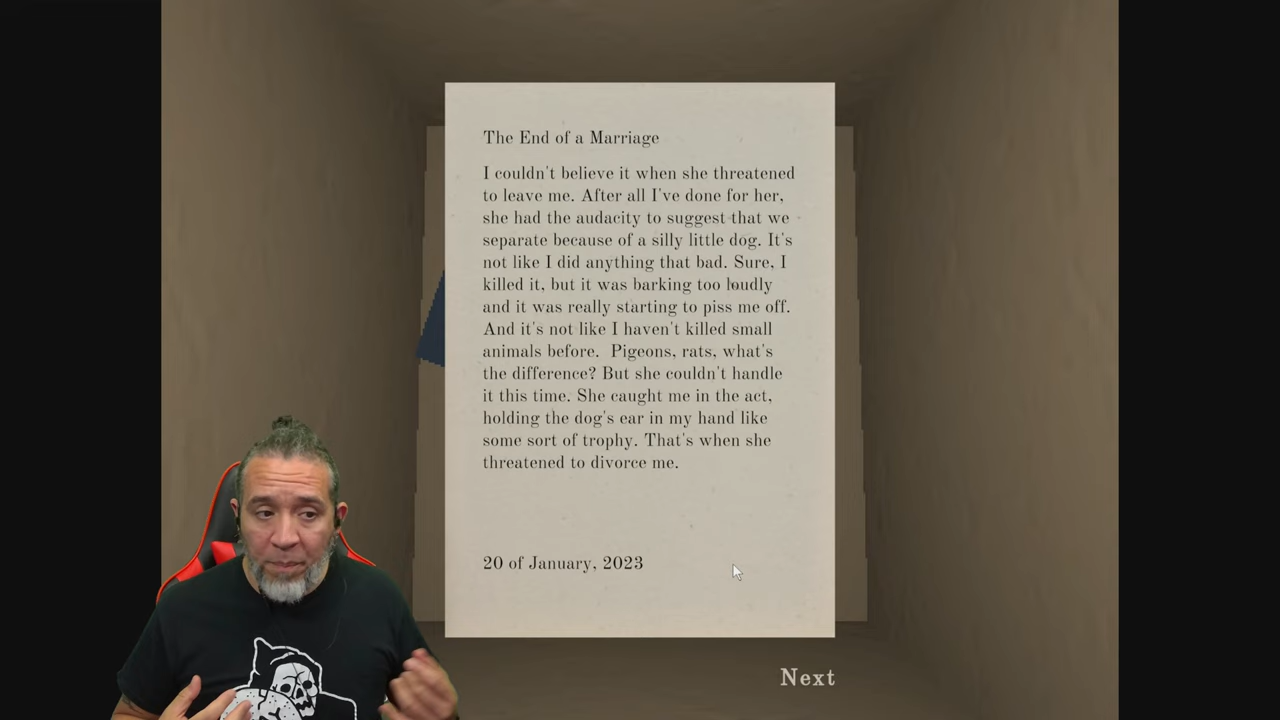 The End of a Marriage
I couldn't believe it when she threatened
to leave me. After all I've done for her,
she had the audacity to suggest that we
separate because of a silly little dog. It's
not like I did anything that bad. Sure, I
killed it, but it was barking too loudly
and it was really starting to piss me off.
And it's not like I haven't killed small
animals before.  Pigeons, rats, what's
the difference? But she couldn't handle
it this time. She caught me in the act,
holding the dog's ear in my hand like
some sort of trophy. That's when she
threatened to divorce me.
20 of January, 2023
Next